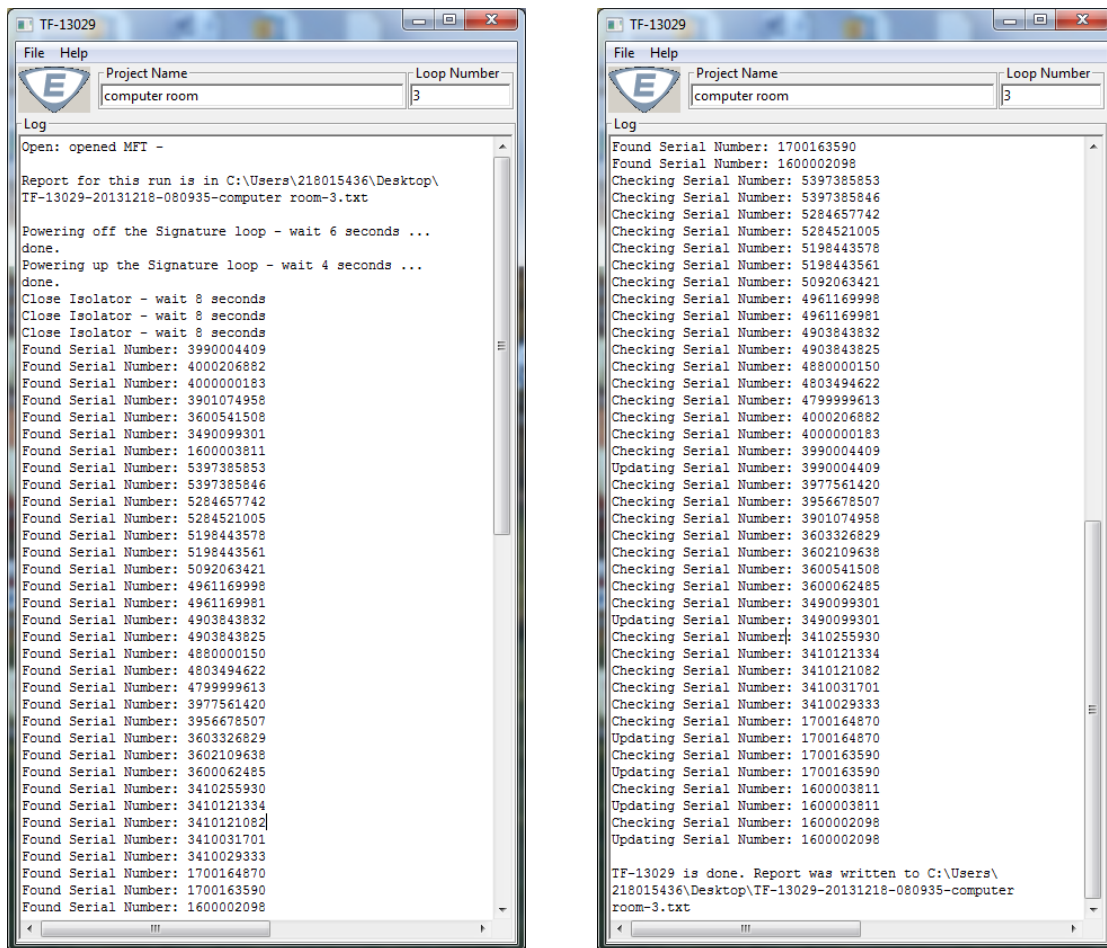 TF-13029
File Help
E
Project Name
computer room
Loop Number
3
Log
Open: opened MFT -
Report for this run is in C:\Users\218015436\Desktop\
TF-13029-20131218-080935-computer room-3.txt
Powering off the Signature loop - wait 6 seconds ...
done.
Powering up the Signature loop - wait 4 seconds ...
done.
Close Isolator - wait 8 seconds
Close Isolator - wait 8 seconds
Close Isolator - wait 8 seconds
Found Serial Number: 3990004409
Found Serial Number: 4000206882
Found Serial Number: 4000000183
Found Serial Number: 3901074958
Found Serial Number: 3600541508
Found Serial Number: 3490099301
Found Serial Number: 1600003811
Found Serial Number: 5397385853
Found Serial Number: 5397385846
Found Serial Number: 5284657742
Found Serial Number: 5284521005
Found Serial Number: 5198443578
Found Serial Number: 5198443561
Found Serial Number: 5092063421
Found Serial Number: 4961169998
Found Serial Number: 4961169981
Found Serial Number: 4903843832
Found Serial Number: 4903843825
Found Serial Number: 4880000150
Found Serial Number: 4803494622
Found Serial Number: 4799999613
Found Serial Number: 3977561420
Found Serial Number: 3956678507
Found Serial Number: 3603326829
Found Serial Number: 3602109638
Found Serial Number: 3600062485
Found Serial Number: 3410255930
Found Serial Number: 3410121334
Found Serial Number: 3410121082
Found Serial Number: 3410031701
Found Serial Number: 3410029333
Found Serial Number: 1700164870
Found Serial Number: 1700163590
Found Serial Number: 1600002098
TF-13029
File Help
E
Project Name
computer room
Loop Number
3
Log
Found Serial Number: 1700163590
Found Serial Number: 1600002098
Checking Serial Number: 5397385853
Checking Serial Number: 5397385846
Checking Serial Number: 5284657742
Checking Serial Number: 5284521005
Checking Serial Number: 5198443578
Checking Serial Number: 5198443561
Checking Serial Number: 5092063421
Checking Serial Number: 4961169998
Checking Serial Number: 4961169981
Checking Serial Number: 4903843832
Checking Serial Number: 4903843825
Checking Serial Number: 4880000150
Checking Serial Number: 4803494622
Checking Serial Number: 4799999613
Checking Serial Number: 4000206882
Checking Serial Number: 4000000183
Checking Serial Number: 3990004409
Updating Serial Number: 3990004409
Checking Serial Number: 3977561420
Checking Serial Number: 3956678507
Checking Serial Number: 3901074958
Checking Serial Number: 3603326829
Checking Serial Number: 3602109638
Checking Serial Number: 3600541508
Checking Serial Number: 3600062485
Checking Serial Number: 3490099301
Updating Serial Number: 3490099301
Checking Serial Number: 3410255930
Checking Serial Number: 3410121334
Checking Serial Number: 3410121082
Checking Serial Number: 3410031701
Checking Serial Number: 3410029333
Checking Serial Number: 1700164870
Updating Serial Number: 1700164870
Checking Serial Number: 1700163590
Updating Serial Number: 1700163590
Checking Serial Number: 1600003811
Updating Serial Number: 1600003811
Checking Serial Number: 1600002098
Updating Serial Number: 1600002098
TF-13029 is done. Report was written to C:\Users\
218015436\Desktop\TF-13029-20131218-080935-computer
room-3.txt